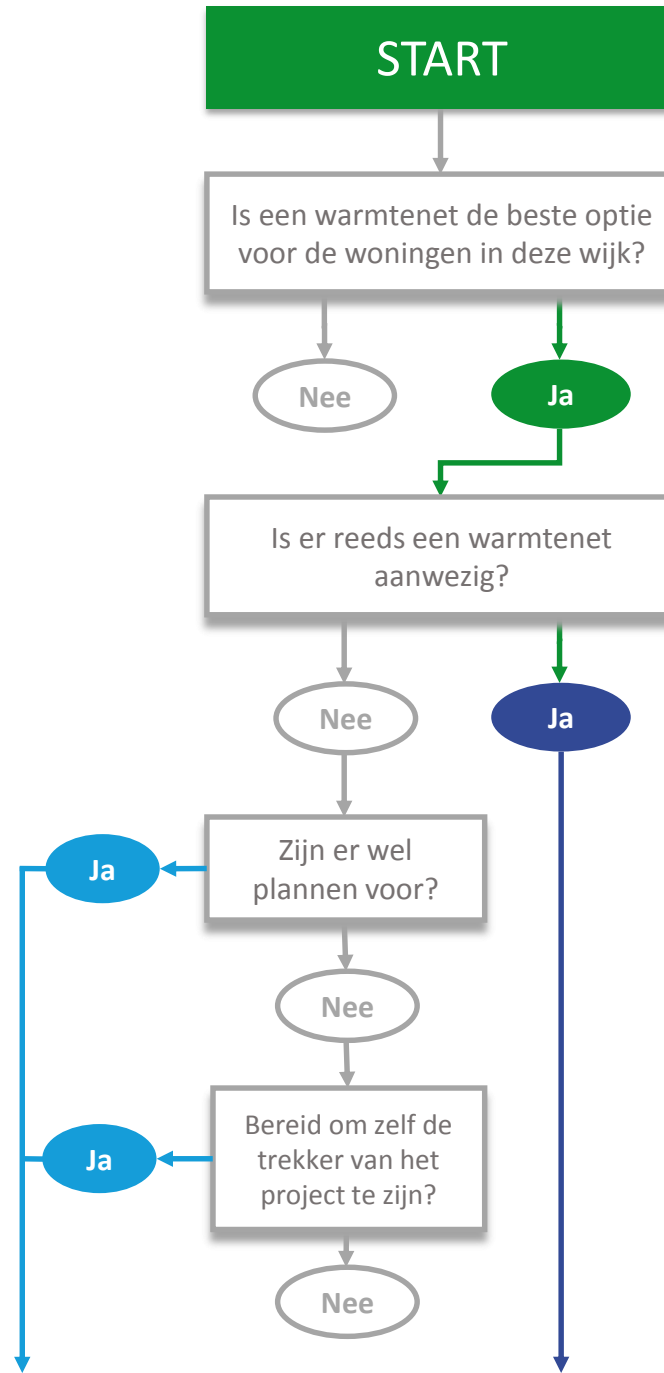 START
Is een warmtenet de beste optie
voor de woningen in deze wijk?
Nee
Ja
Is er reeds een warmtenet
aanwezig?
Nee
Ja
Zijn er wel
plannen voor?
Ja
Nee
Bereid om zelf de
trekker van het
project te zijn?
Ja
Nee